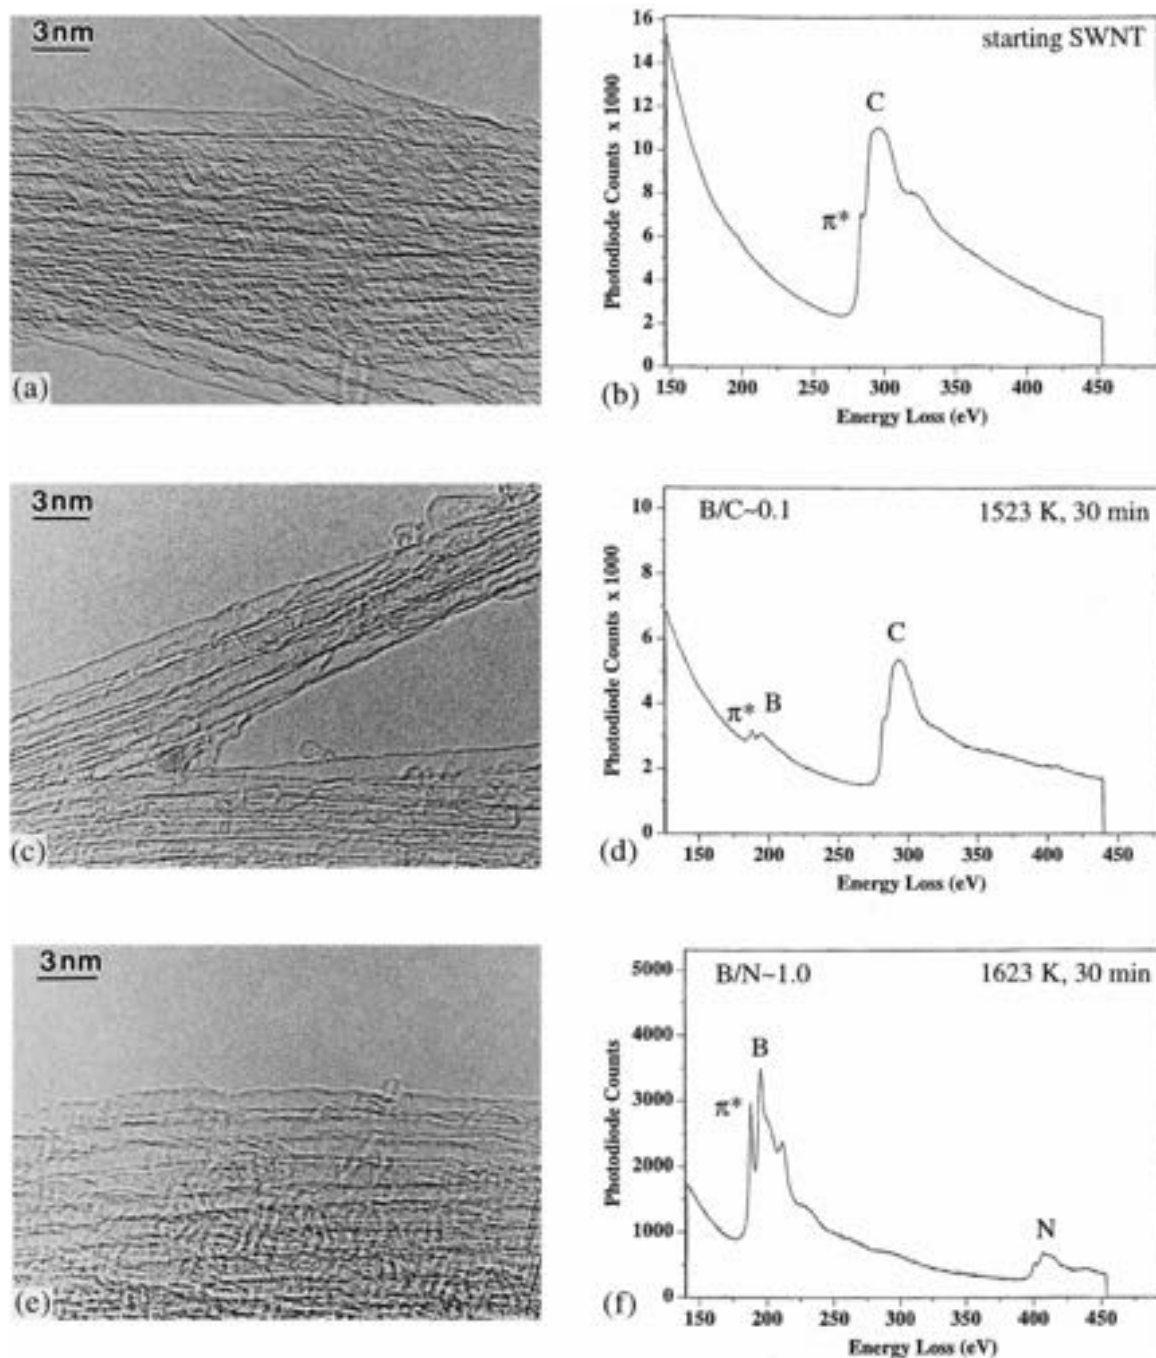 3nm
(a)
16
14
12
10
8
6
4
2
0
Photodiode Counts x 1000
starting SWNT
C
π*
150 200 250 300 350 400 450
Energy Loss (eV)
(b)
3nm
(c)
10
8
6
4
2
0
Photodiode Counts x 1000
B/C~0.1 1523 K, 30 min
C
π* B
150 200 250 300 350 400 450
Energy Loss (eV)
(d)
3nm
(e)
5000
4000
3000
2000
1000
0
Photodiode Counts
B/N~1.0 1623 K, 30 min
B
π*
N
150 200 250 300 350 400 450
Energy Loss (eV)
(f)